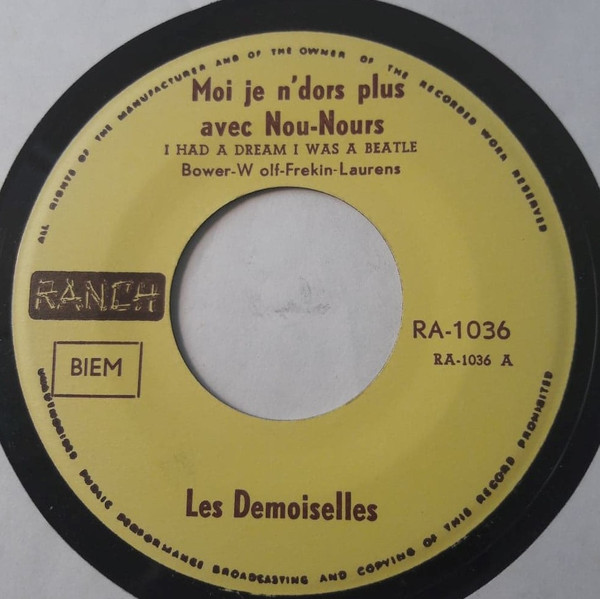 ALL RIGHTS OF THE MANUFACTURER AND OF THE OWNER OF THE RECORDED WORK RESERVED
Moi je n'dors plus
avec Nou-Nours
I HAD A DREAM I WAS A BEATLE
Bower-W olf-Frekin-Laurens
RANCH
BIEM
RA-1036
RA-1036 A
Les Demoiselles
UNAUTHORISED PUBLIC PERFORMANCE BROADCASTING AND COPYING OF THIS RECORD PROHIBITED